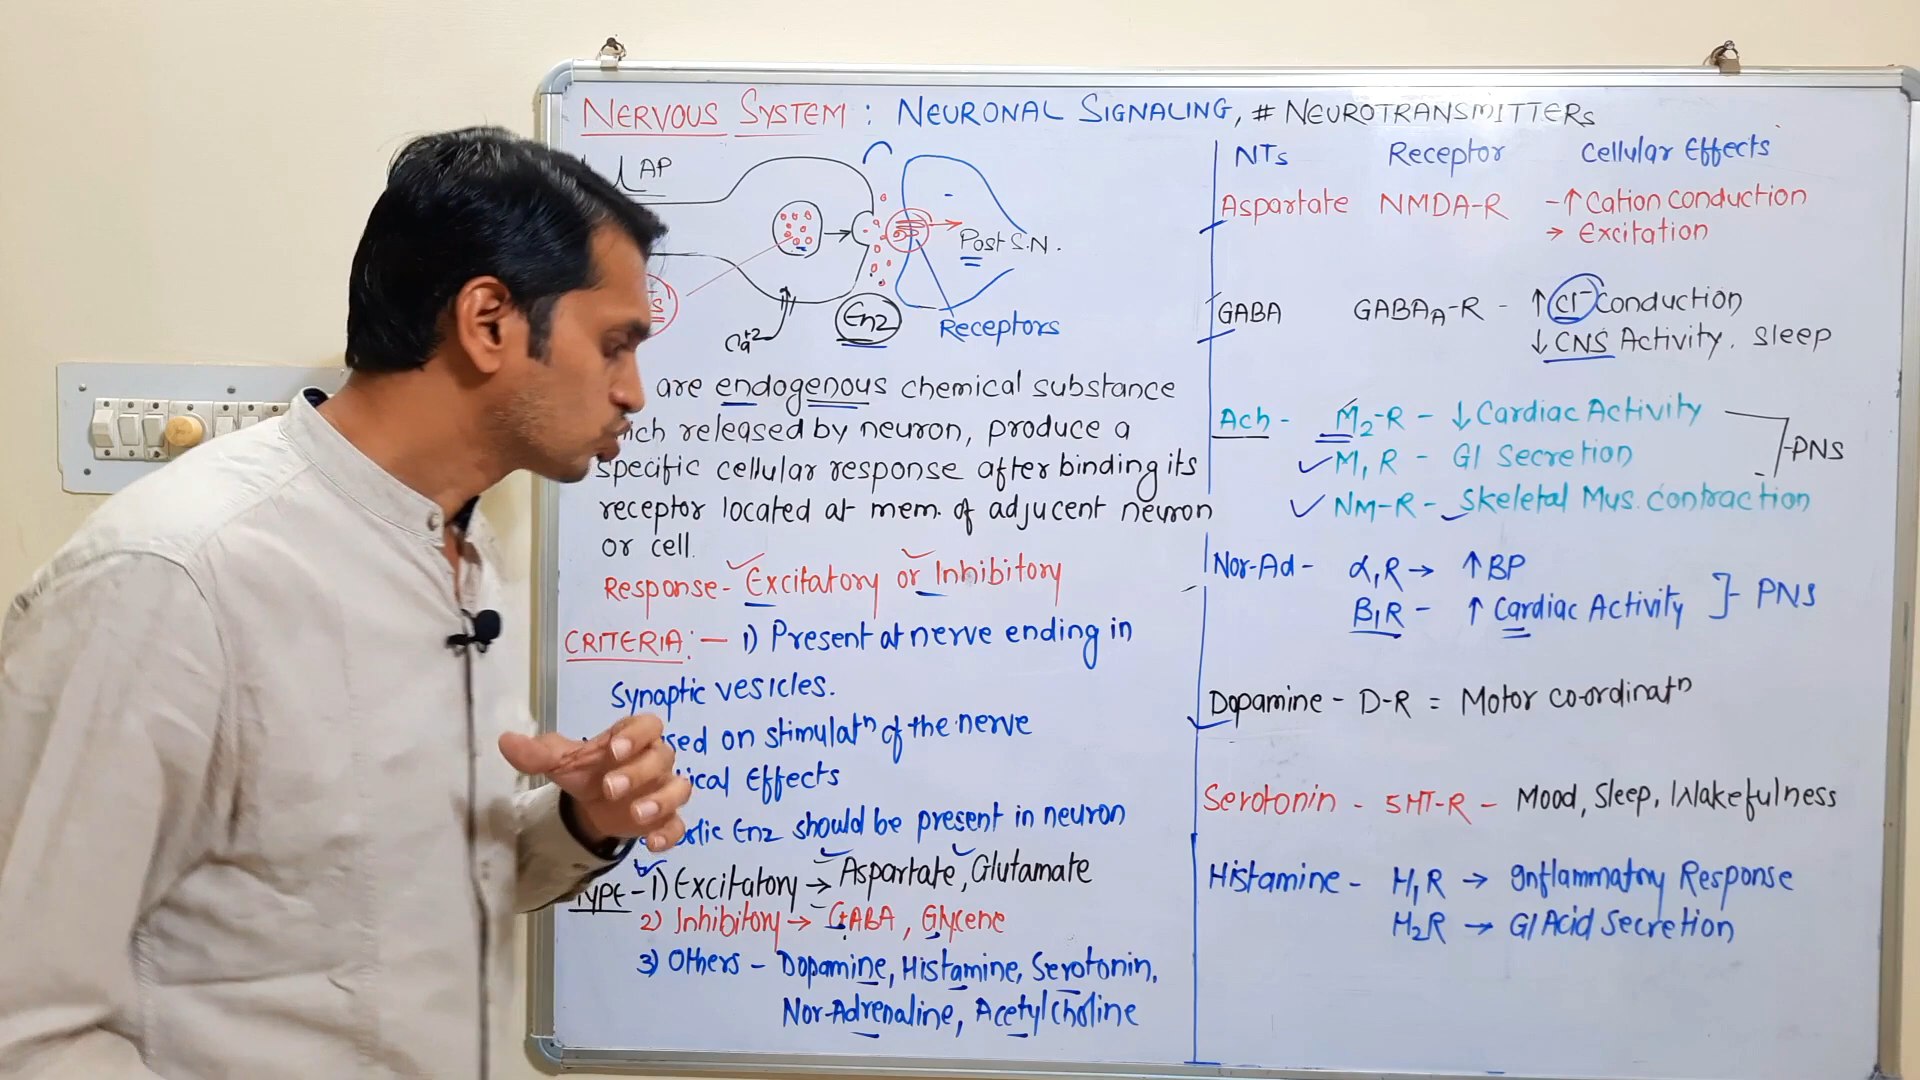 NERVOUS SYSTEM : NEURONAL SIGNALING, # NEUROTRANSMITTERS
AP
Post S.N.
Ca+2
Enz
Receptors
are endogenous chemical substance
released by neuron, produce a
specific cellular response after binding its
receptor located at mem. of adjucent neuron
or cell.
Response - Excitatory or Inhibitory
CRITERIA: - 1) Present at nerve ending in
Synaptic vesicles.
on stimulatn of the nerve
Effects
Enz should be present in neuron
Type - 1) Excitatory → Aspartate, Glutamate
2) Inhibitory → GABA, Glycene
3) Others - Dopamine, Histamine, Serotonin,
Nor-Adrenaline, Acetylcholine
NTs Receptor Cellular Effects
Aspartate NMDA-R - ↑ Cation conduction
→ Excitation
GABA GABAA-R - ↑ Cl- Conduction
↓ CNS Activity. Sleep
Ach - M2-R - ↓ Cardiac Activity
M1R - GI Secretion
PNS
NM-R - Skeletal Mus. contraction
Nor-Ad - α1R → ↑ BP
B1R - ↑ Cardiac Activity
PNS
Dopamine - D-R = Motor co-ordinatn
Serotonin - 5HT-R - Mood, Sleep, Wakefulness
Histamine - H1R → Inflammatory Response
H2R → GI Acid Secretion